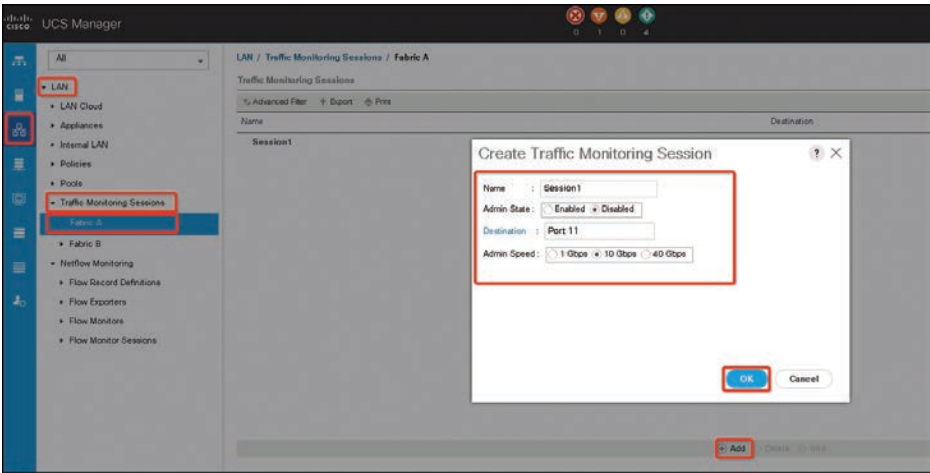 CISCO UCS Manager
0 1 0 4
All
LAN
LAN Cloud
Appliances
Internal LAN
Policies
Pools
Traffic Monitoring Sessions
Fabric A
Fabric B
Netflow Monitoring
Flow Record Definitions
Flow Exporters
Flow Monitors
Flow Monitor Sessions
LAN / Traffic Monitoring Sessions / Fabric A
Traffic Monitoring Sessions
Advanced Filter Export Print
Name Destination
Session1
Create Traffic Monitoring Session ? ×
Name : Session1
Admin State : Enabled Disabled
Destination : Port 11
Admin Speed : 1 Gbps 10 Gbps 40 Gbps
OK Cancel
Add Delete Info